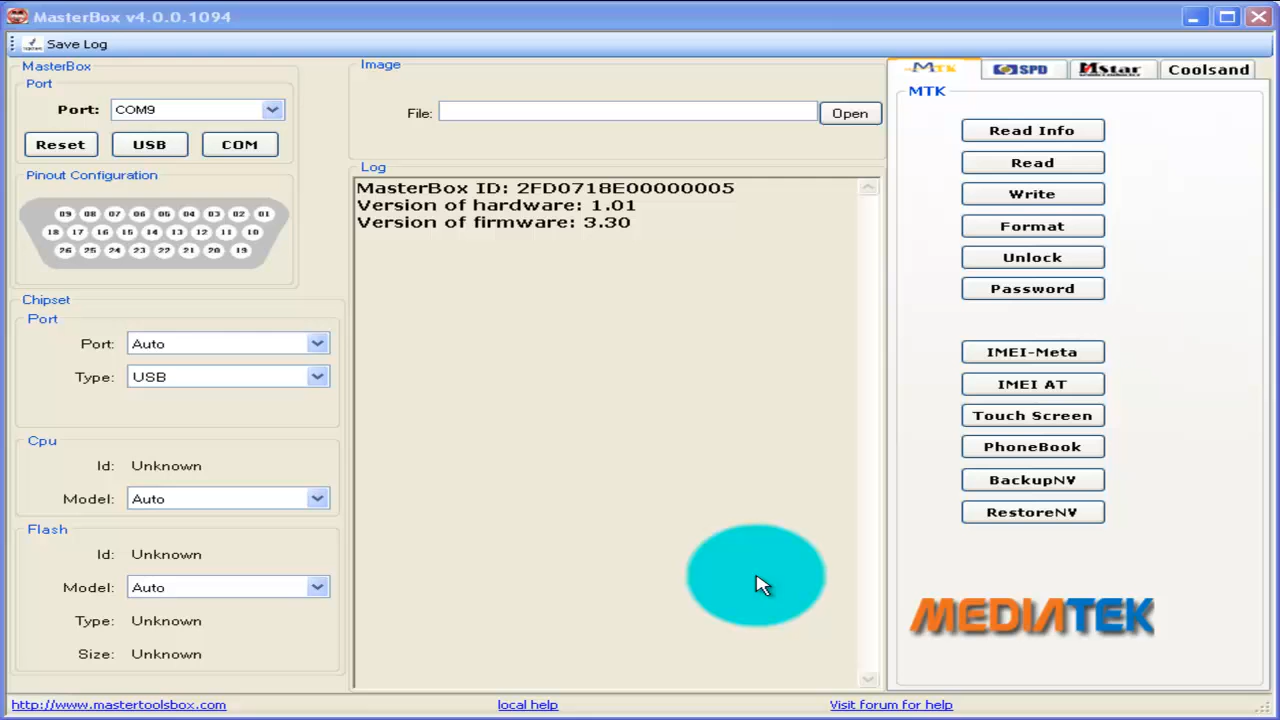 MasterBox v4.0.0.1094
Save Log
MasterBox
Port
Port: COM9
Reset USB COM
Pinout Configuration
09 08 07 06 05 04 03 02 01
18 17 16 15 14 13 12 11 10
26 25 24 23 22 21 20 19
Chipset
Port
Port: Auto
Type: USB
Cpu
Id: Unknown
Model: Auto
Flash
Id: Unknown
Model: Auto
Type: Unknown
Size: Unknown
Image
File: Open
Log
MasterBox ID: 2FD0718E00000005
Version of hardware: 1.01
Version of firmware: 3.30
MTK SPD Mstar Coolsand
MTK
Read Info
Read
Write
Format
Unlock
Password
IMEI-Meta
IMEI AT
Touch Screen
PhoneBook
BackupNV
RestoreNV
MEDIATEK
http://www.mastertoolsbox.com local help Visit forum for help